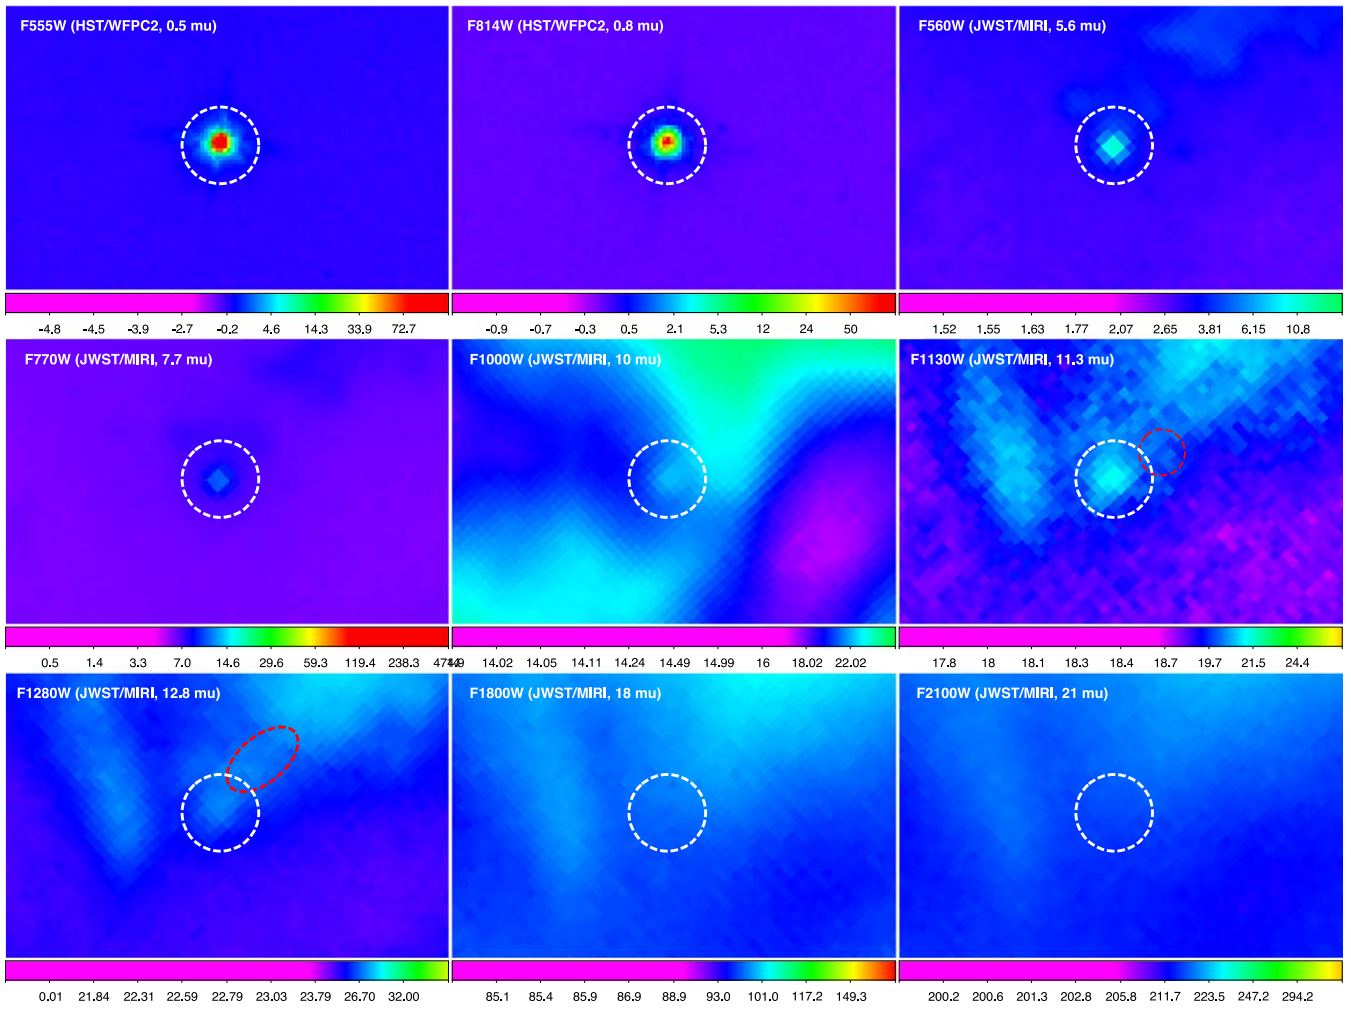 F555W (HST/WFPC2, 0.5 mu)
F814W (HST/WFPC2, 0.8 mu)
F560W (JWST/MIRI, 5.6 mu)
-4.8 -4.5 -3.9 -2.7 -0.2 4.6 14.3 33.9 72.7
-0.9 -0.7 -0.3 0.5 2.1 5.3 12 24 50
1.52 1.55 1.63 1.77 2.07 2.65 3.81 6.15 10.8
F770W (JWST/MIRI, 7.7 mu)
F1000W (JWST/MIRI, 10 mu)
F1130W (JWST/MIRI, 11.3 mu)
0.5 1.4 3.3 7.0 14.6 29.6 59.3 119.4 238.3
14.02 14.05 14.11 14.24 14.49 14.99 16 18.02 22.02
17.8 18 18.1 18.3 18.4 18.7 19.7 21.5 24.4
F1280W (JWST/MIRI, 12.8 mu)
F1800W (JWST/MIRI, 18 mu)
F2100W (JWST/MIRI, 21 mu)
0.01 21.84 22.31 22.59 22.79 23.03 23.79 26.70 32.00
85.1 85.4 85.9 86.9 88.9 93.0 101.0 117.2 149.3
200.2 200.6 201.3 202.8 205.8 211.7 223.5 247.2 294.2